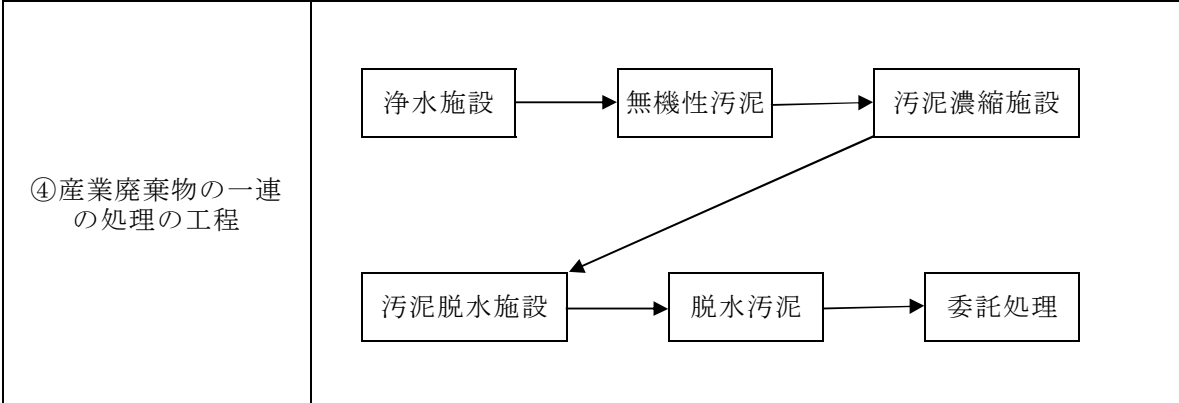 ④産業廃棄物の一連
の処理の工程
浄水施設
無機性汚泥
汚泥濃縮施設
汚泥脱水施設
脱水汚泥
委託処理